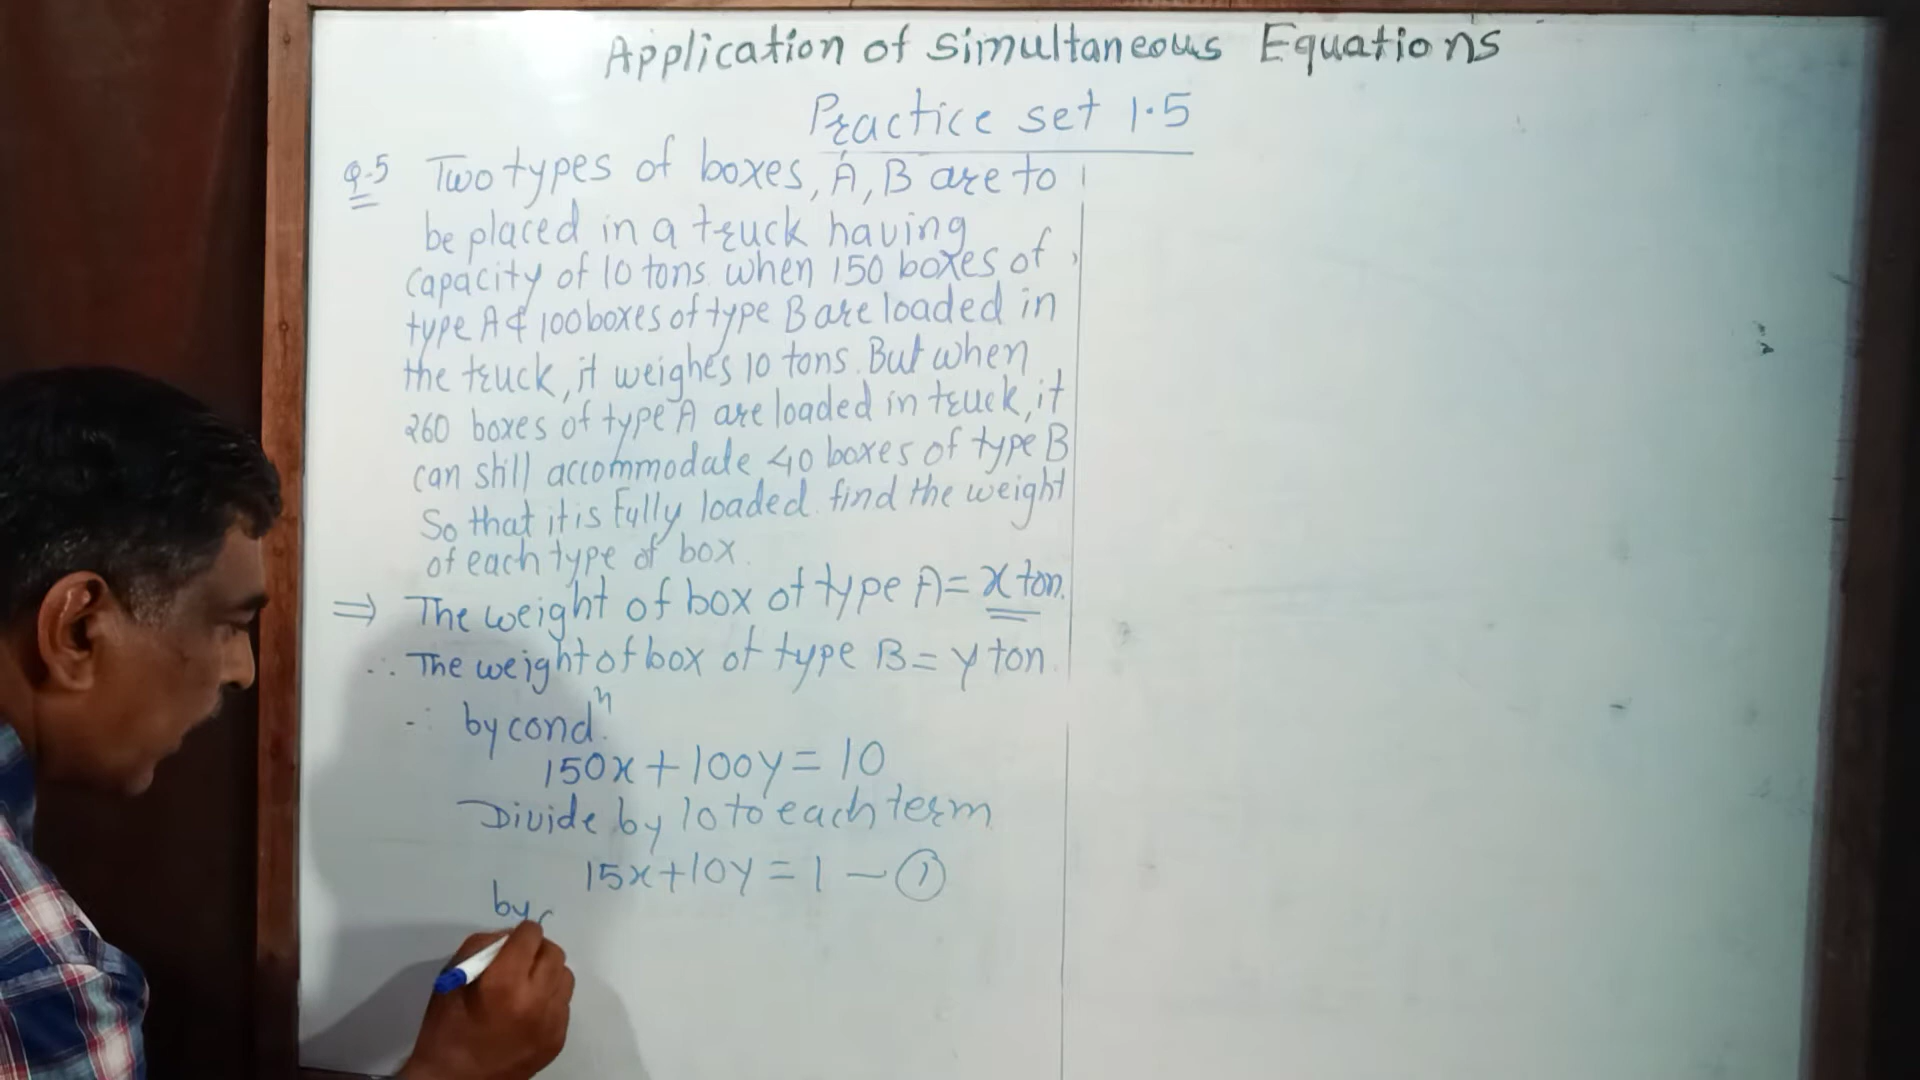 Application of Simultaneous Equations
Practice set 1.5
Q.5 Two types of boxes, A, B are to
be placed in a truck having
capacity of 10 tons. when 150 boxes of
type A & 100 boxes of type B are loaded in
the truck, it weighes 10 tons. But when
260 boxes of type A are loaded in truck, it
can still accommodate 40 boxes of type B
So that it is fully loaded. find the weight
of each type of box.
⇒ The weight of box of type A = x ton.
∴ The weight of box of type B = y ton.
∴ by condⁿ.
150x + 100y = 10
Divide by 10 to each term
15x + 10y = 1 — ①
by